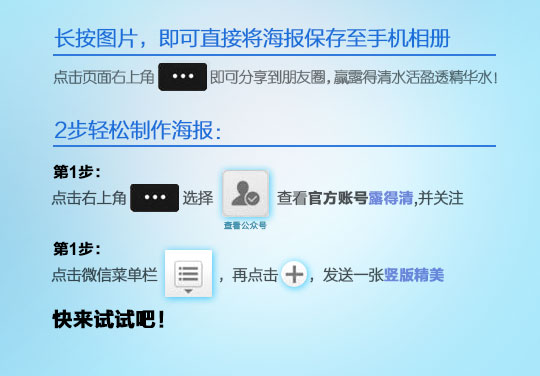 长按图片，即可直接将海报保存至手机相册
点击页面右上角 ••• 即可分享到朋友圈，赢露得清水活盈透精华水！
2步轻松制作海报：
第1步：
点击右上角 ••• 选择 查看官方账号露得清,并关注
查看公众号
第1步：
点击微信菜单栏 ，再点击 ，发送一张竖版精美
快来试试吧！